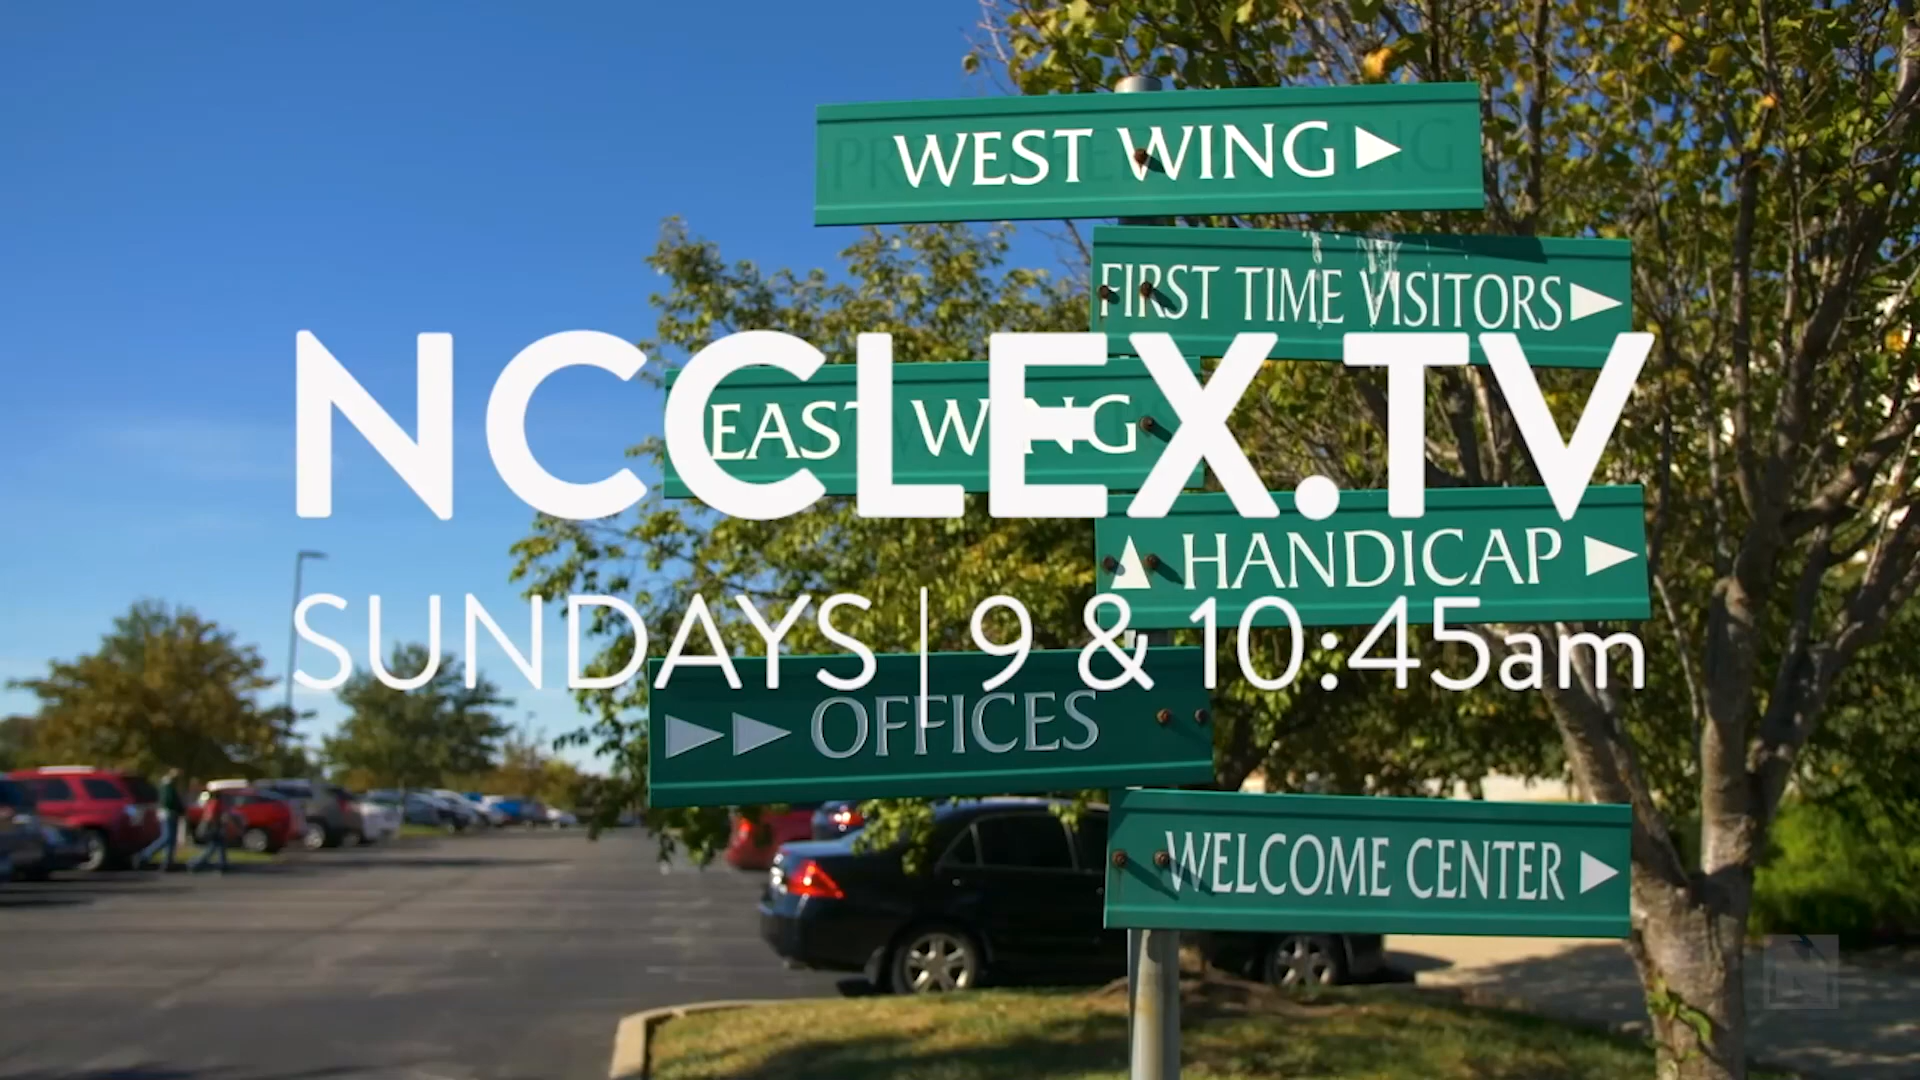 WEST WING
FIRST TIME VISITORS
NCCLEX.TV
EAST WING
HANDICAP
SUNDAYS | 9 & 10:45am
OFFICES
WELCOME CENTER
N